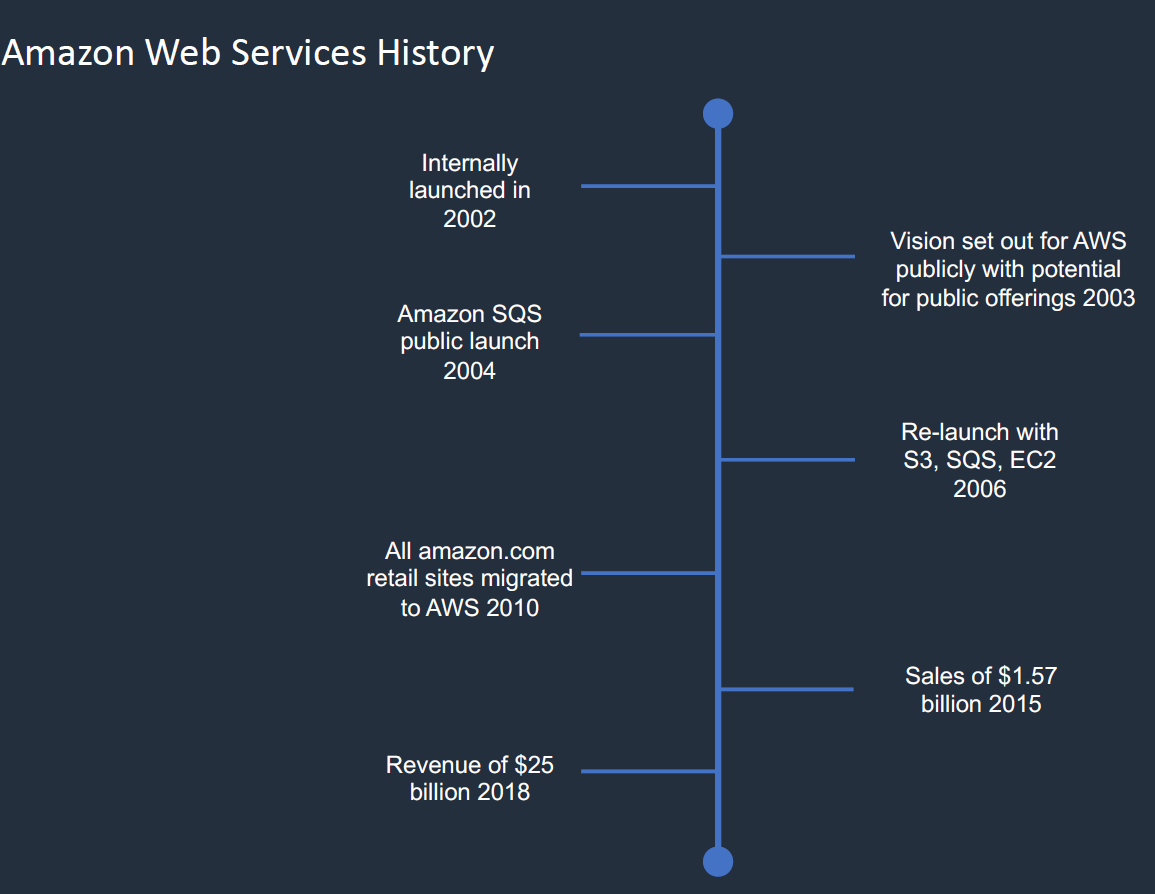 Amazon Web Services History
Internally
launched in
2002
Vision set out for AWS
publicly with potential
for public offerings 2003
Amazon SQS
public launch
2004
Re-launch with
S3, SQS, EC2
2006
All amazon.com
retail sites migrated
to AWS 2010
Sales of $1.57
billion 2015
Revenue of $25
billion 2018